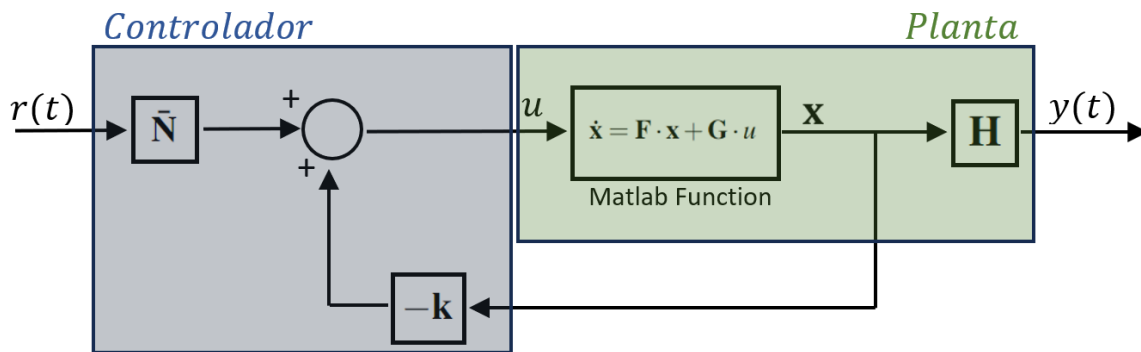 Controlador
Planta
r(t)
N̄
+
+
u
ẋ = F · x + G · u
Matlab Function
x
H
y(t)
−k